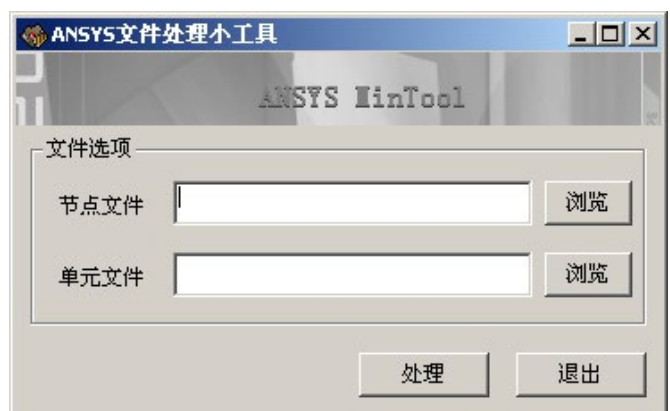 ANSYS文件处理小工具
ANSYS MinTool
文件选项
节点文件 浏览
单元文件 浏览
处理 退出